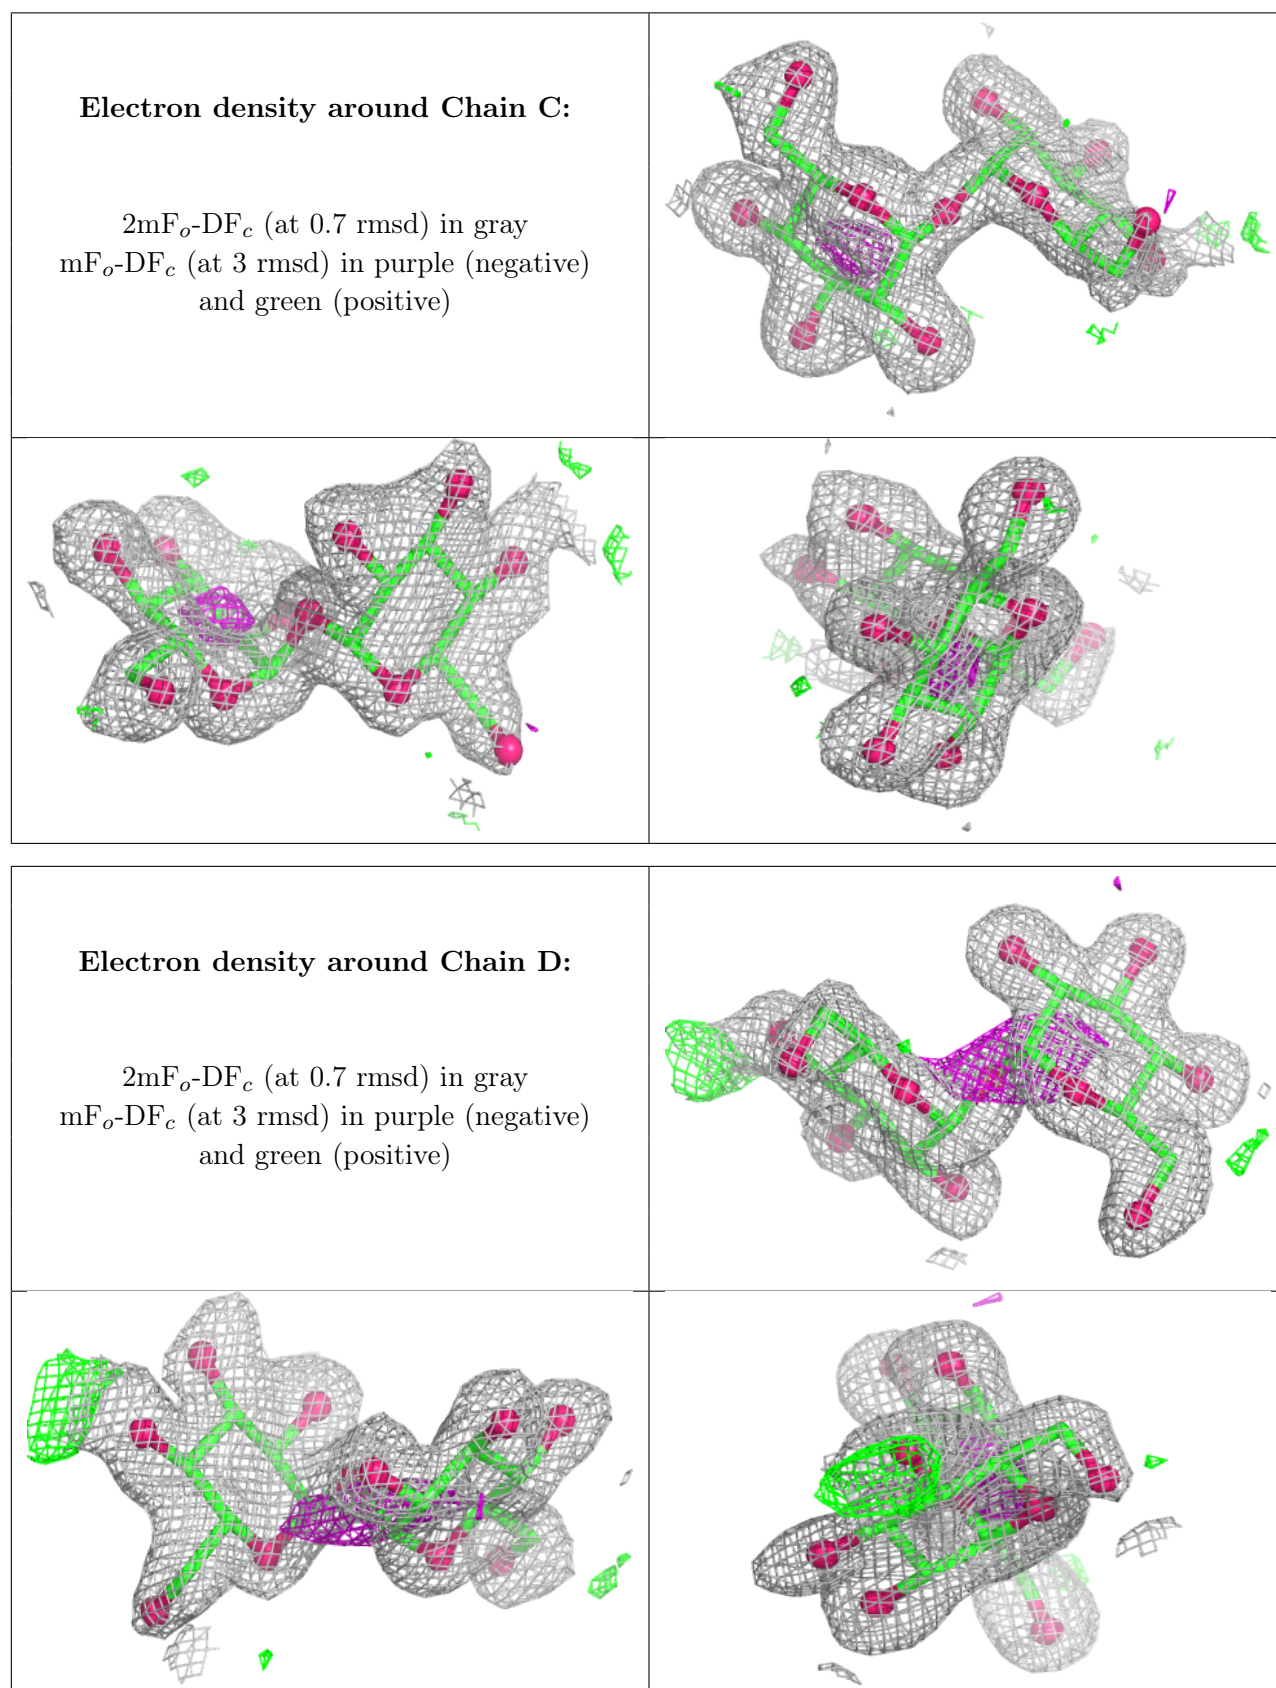 Electron density around Chain C:
2mFo-DFc (at 0.7 rmsd) in gray
mFo-DFc (at 3 rmsd) in purple (negative)
and green (positive)
Electron density around Chain D:
2mFo-DFc (at 0.7 rmsd) in gray
mFo-DFc (at 3 rmsd) in purple (negative)
and green (positive)